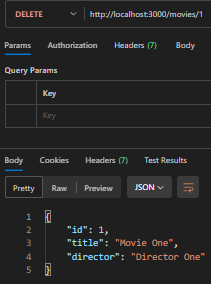 DELETE http://localhost:3000/movies/1
Params Authorization Headers (7) Body
Query Params
Key
Key
Body Cookies Headers (7) Test Results
Pretty Raw Preview JSON
1 {
2 "id": 1,
3 "title": "Movie One",
4 "director": "Director One"
5 }